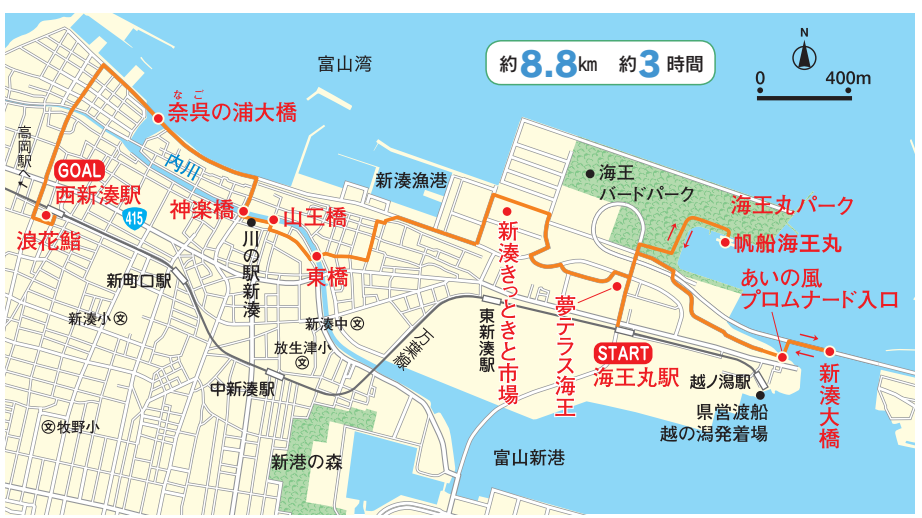 約8.8km 約3時間
N
0 400m
富山湾
なご
奈呉の浦大橋
高岡駅へ
GOAL
西新湊駅
内川
415
浪花鮨
神楽橋
山王橋
新湊漁港
海王
バードパーク
海王丸パーク
帆船海王丸
川の駅新湊
東橋
新湊きっときと市場
あいの風
プロムナード入口
新町口駅
新湊小
新湊中
放生津小
万葉線
東新湊駅
夢テラス海王
START
海王丸駅
越ノ潟駅
新湊大橋
中新湊駅
県営渡船
越の潟発着場
牧野小
新港の森
富山新港